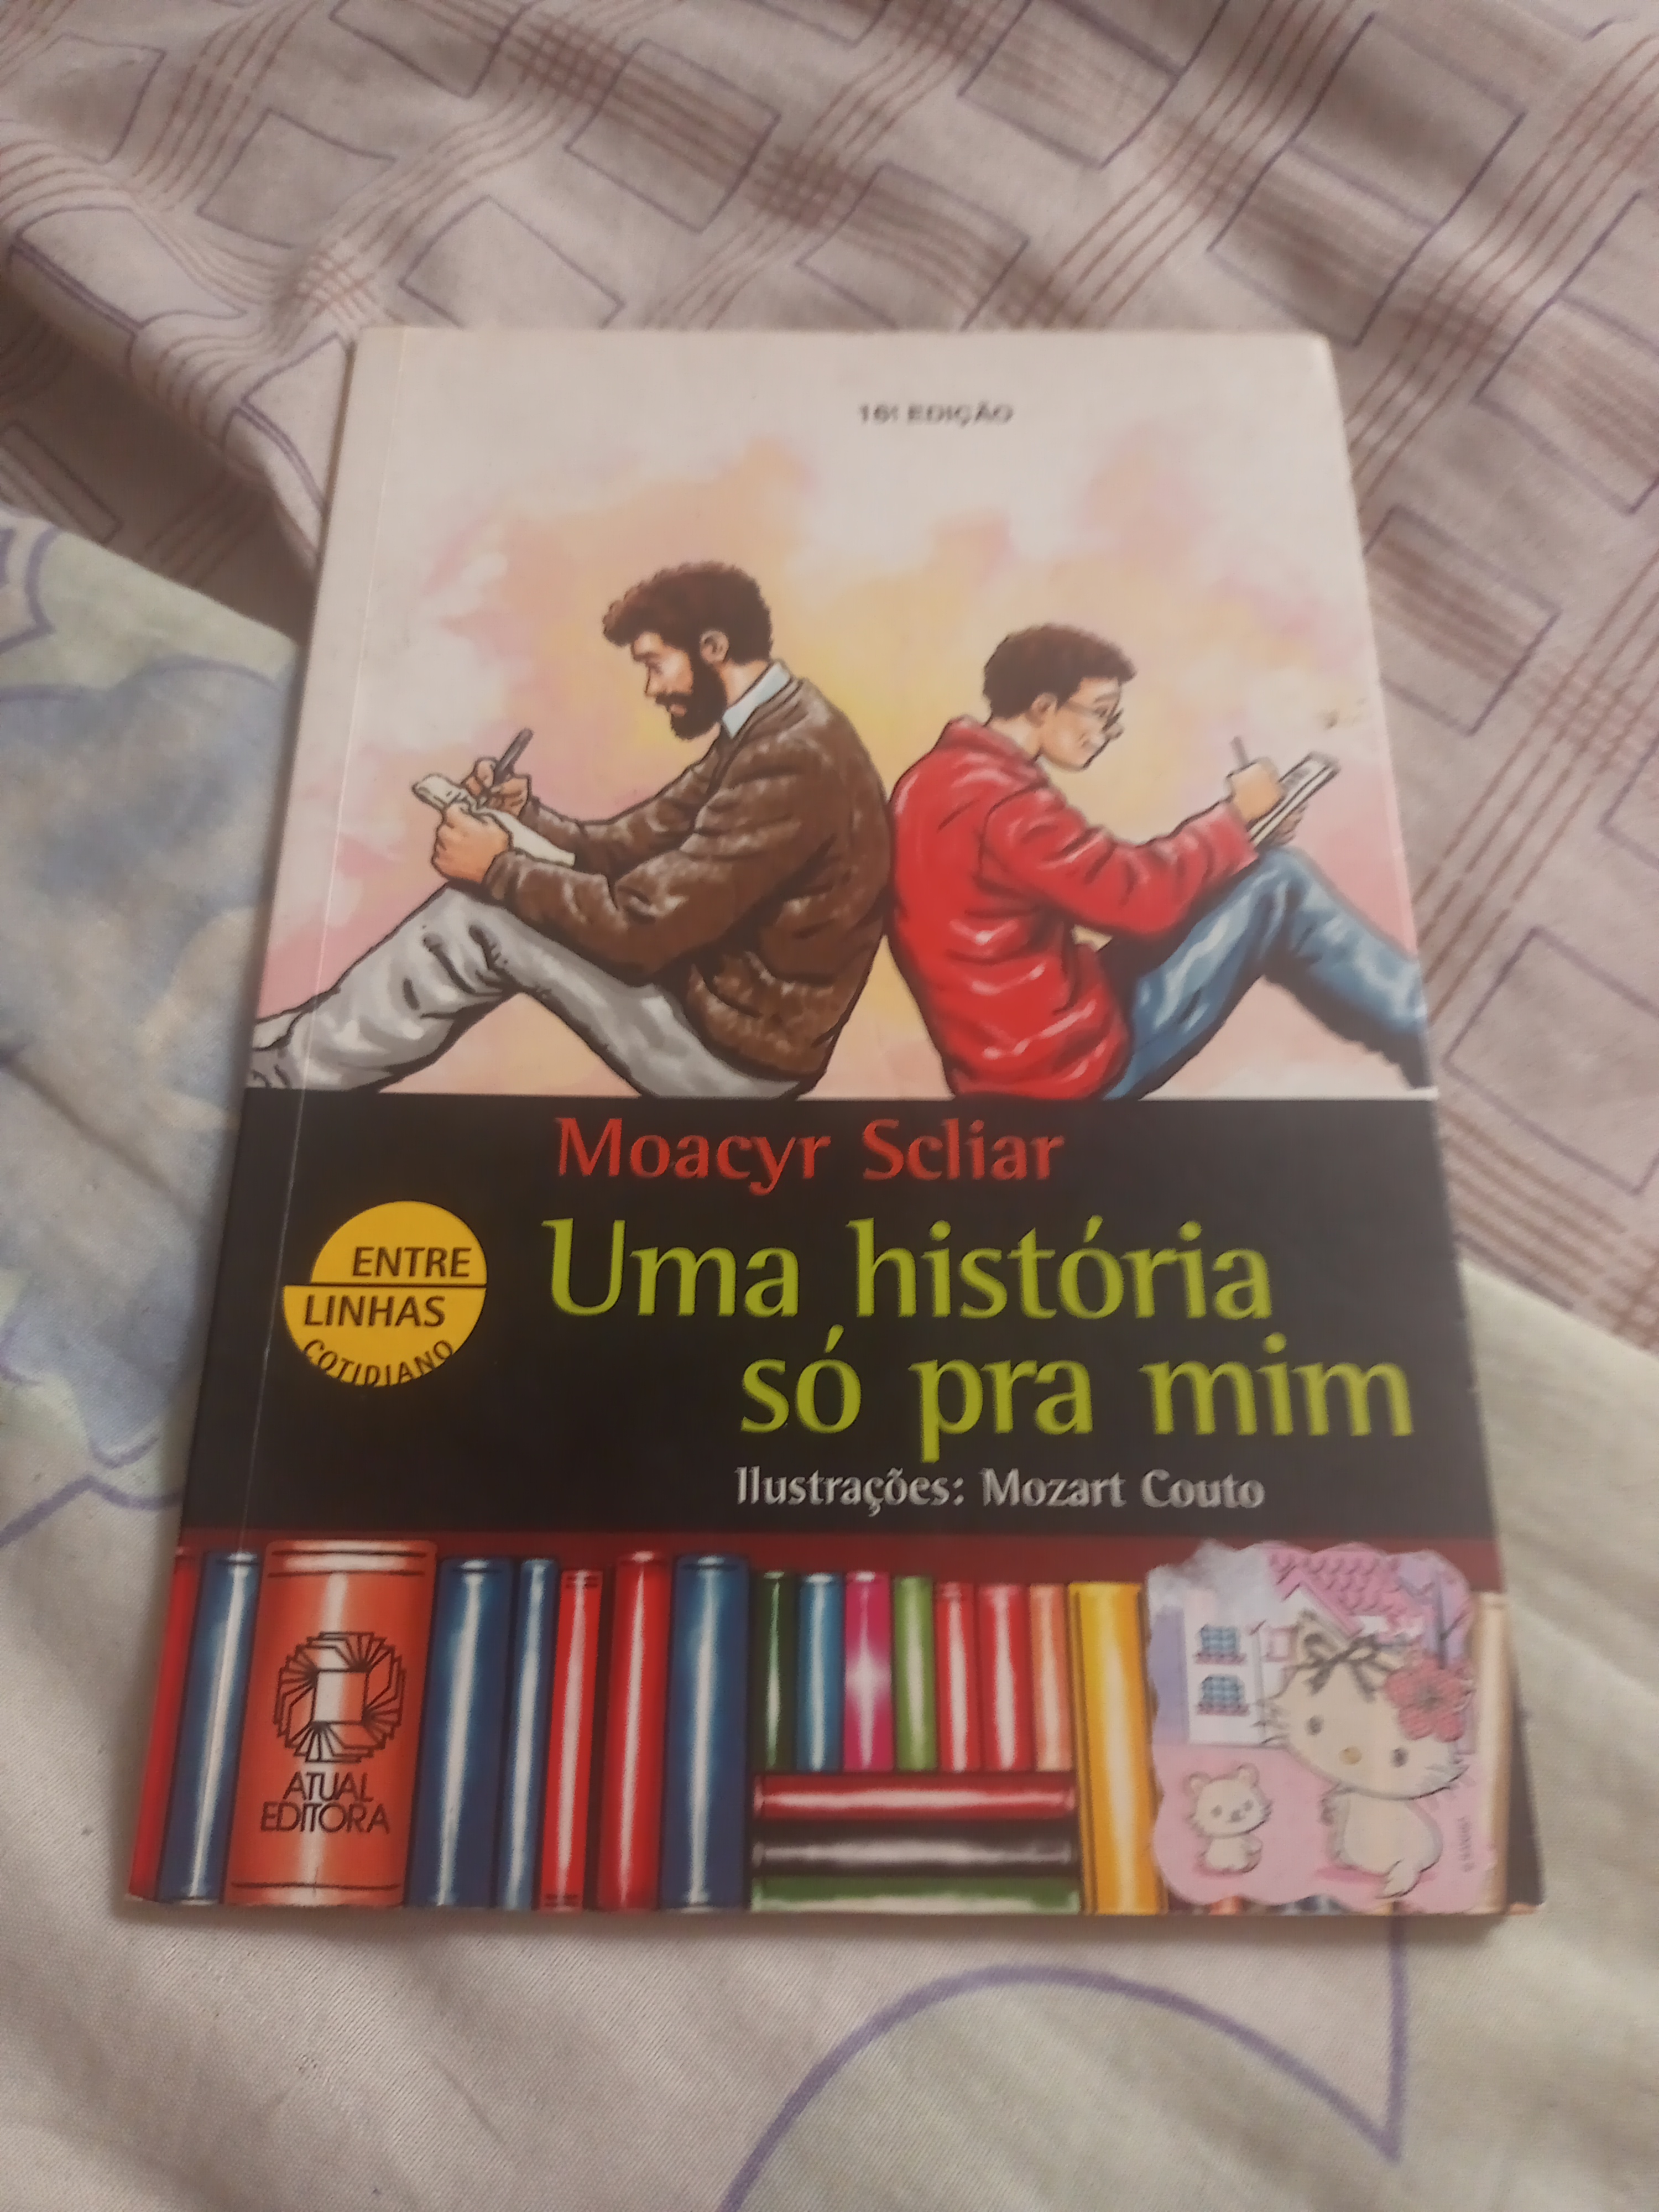 16ª EDIÇÃO
Moacyr Scliar
ENTRE
LINHAS
COTIDIANO
Uma história
só pra mim
Ilustrações: Mozart Couto
ATUAL
EDITORA